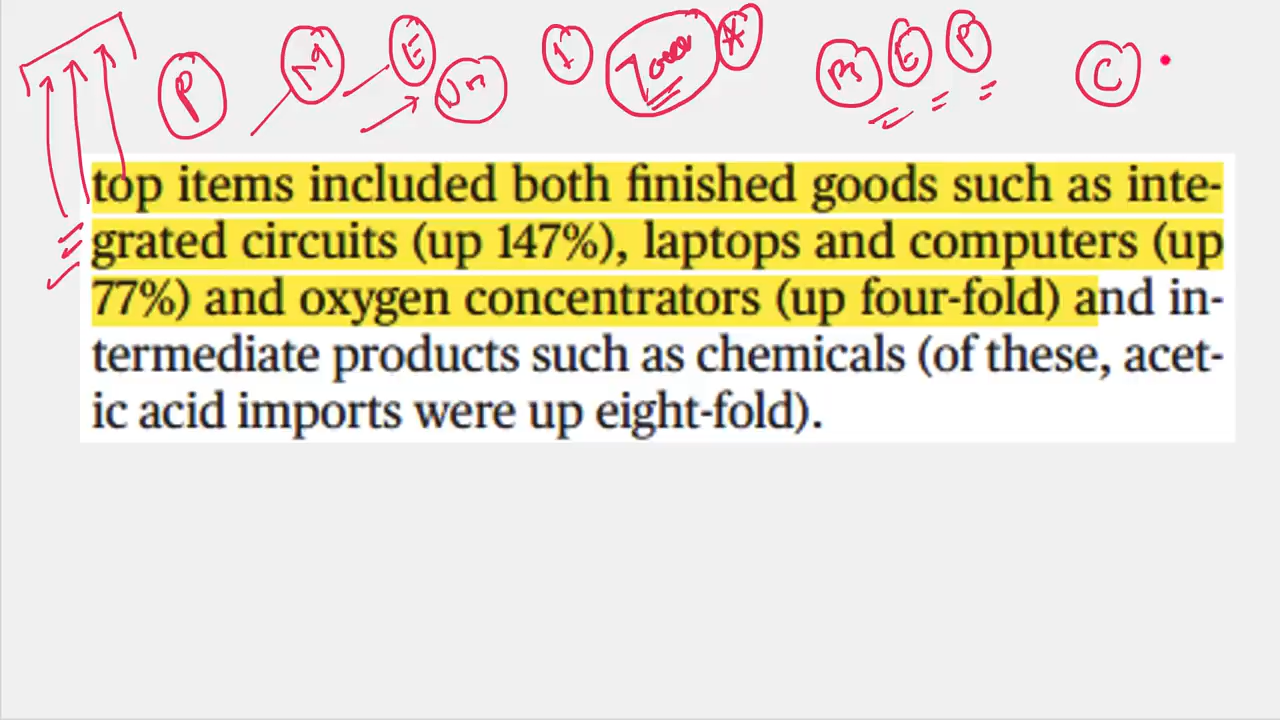 P
E
I
E
P
C
top items included both finished goods such as inte-
grated circuits (up 147%), laptops and computers (up
77%) and oxygen concentrators (up four-fold) and in-
termediate products such as chemicals (of these, acet-
ic acid imports were up eight-fold).